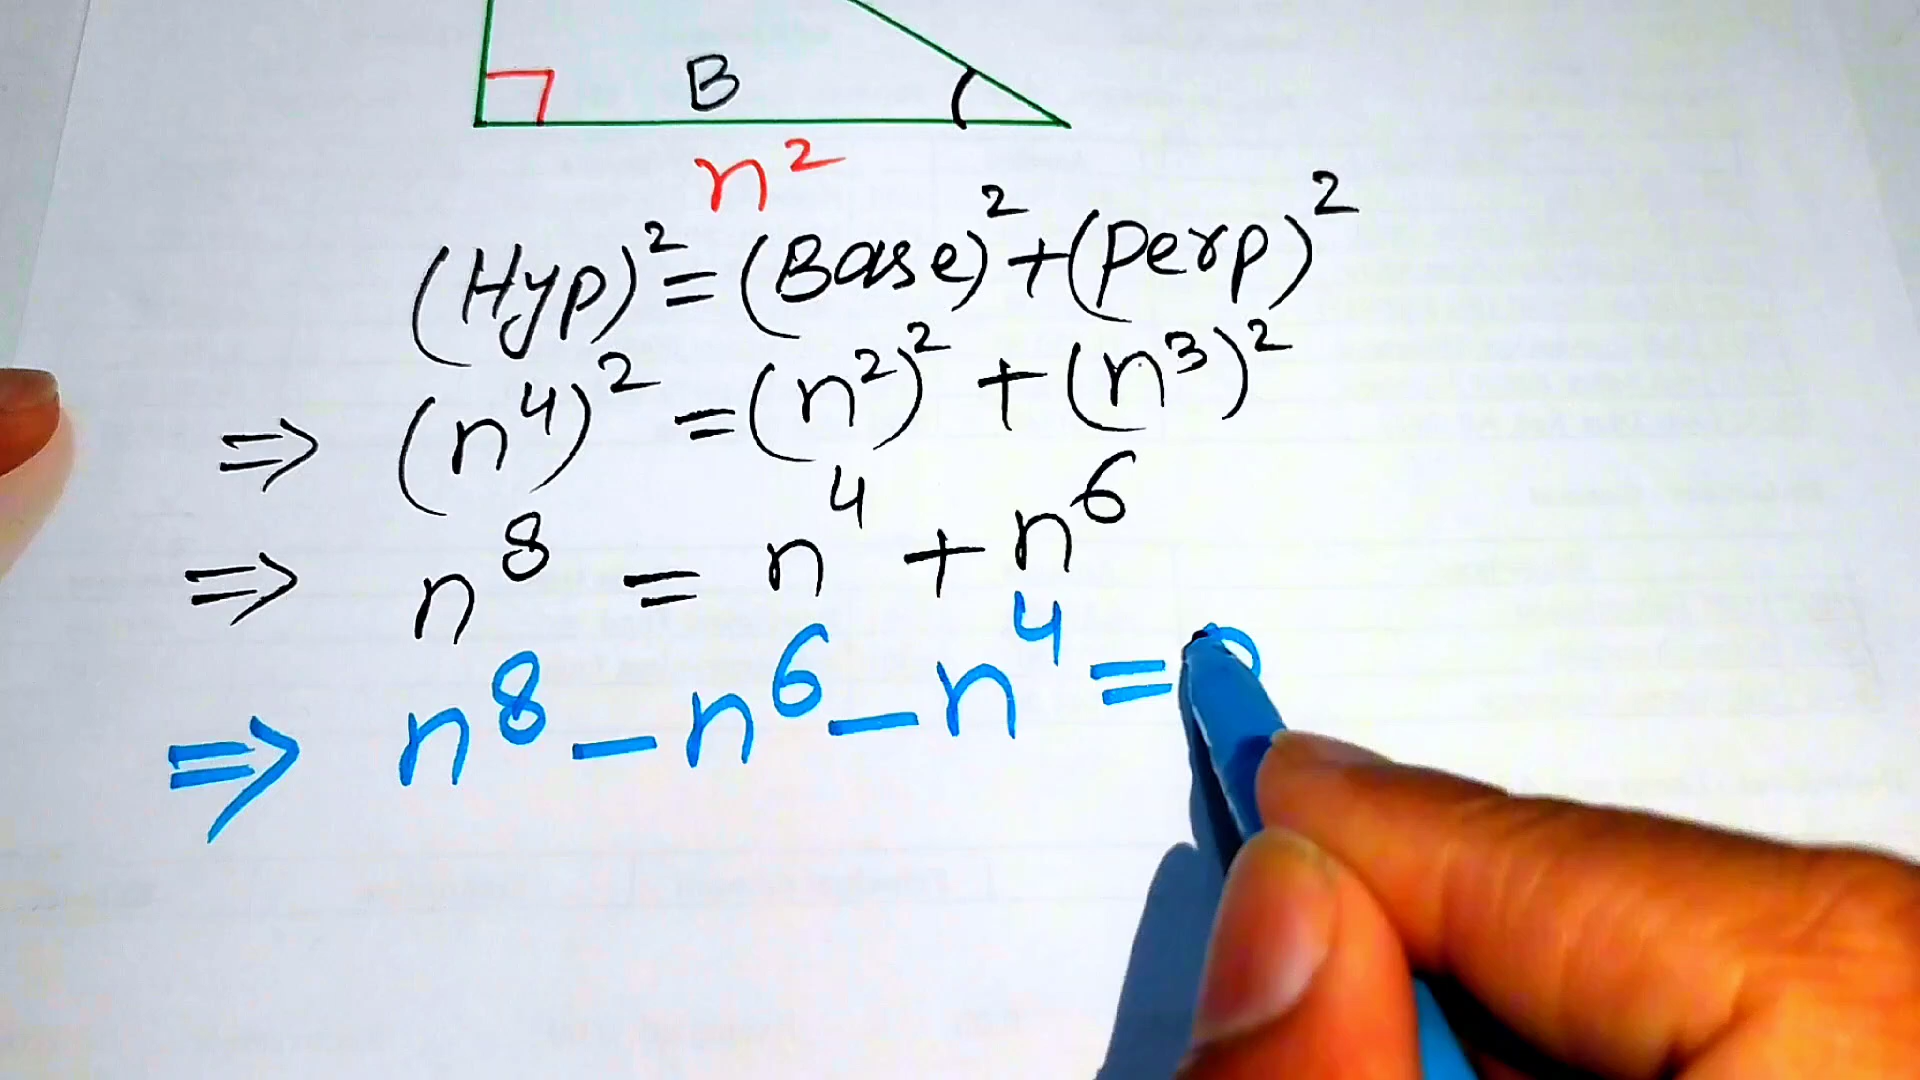 B
n²
(Hyp)² = (Base)² + (perp)²
⇒ (n⁴)² = (n²)² + (n³)²
⇒ n⁸ = n⁴ + n⁶
⇒ n⁸ – n⁶ – n⁴ =